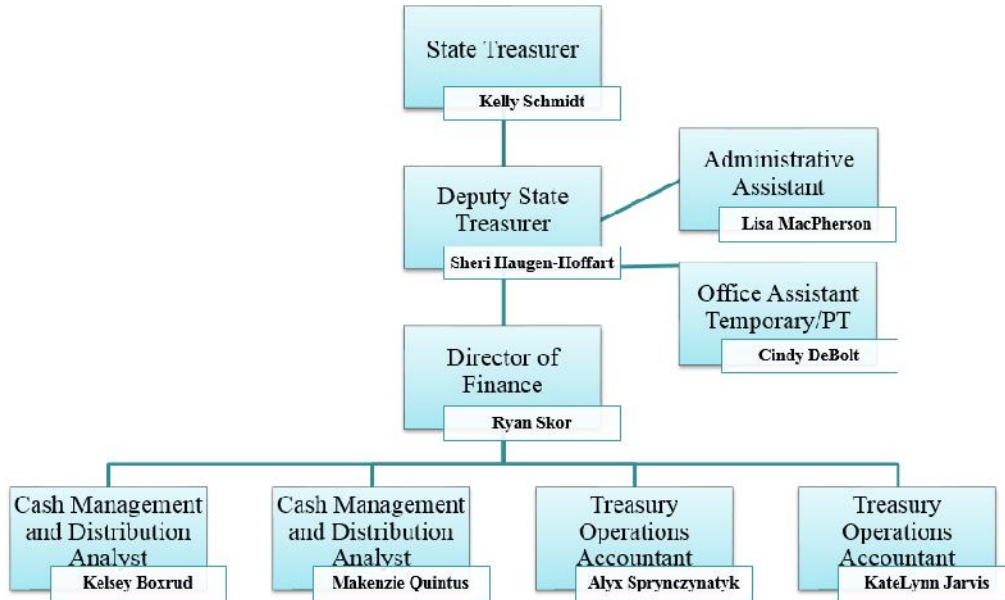 State Treasurer
Kelly Schmidt
Administrative
Assistant
Lisa MacPherson
Deputy State
Treasurer
Sheri Haugen-Hoffart
Office Assistant
Temporary/PT
Cindy DeBolt
Director of
Finance
Ryan Skor
Cash Management
and Distribution
Analyst
Kelsey Boxrud
Cash Management
and Distribution
Analyst
Makenzie Quintus
Treasury
Operations
Accountant
Alyx Sprynczynatyk
Treasury
Operations
Accountant
KateLynn Jarvis